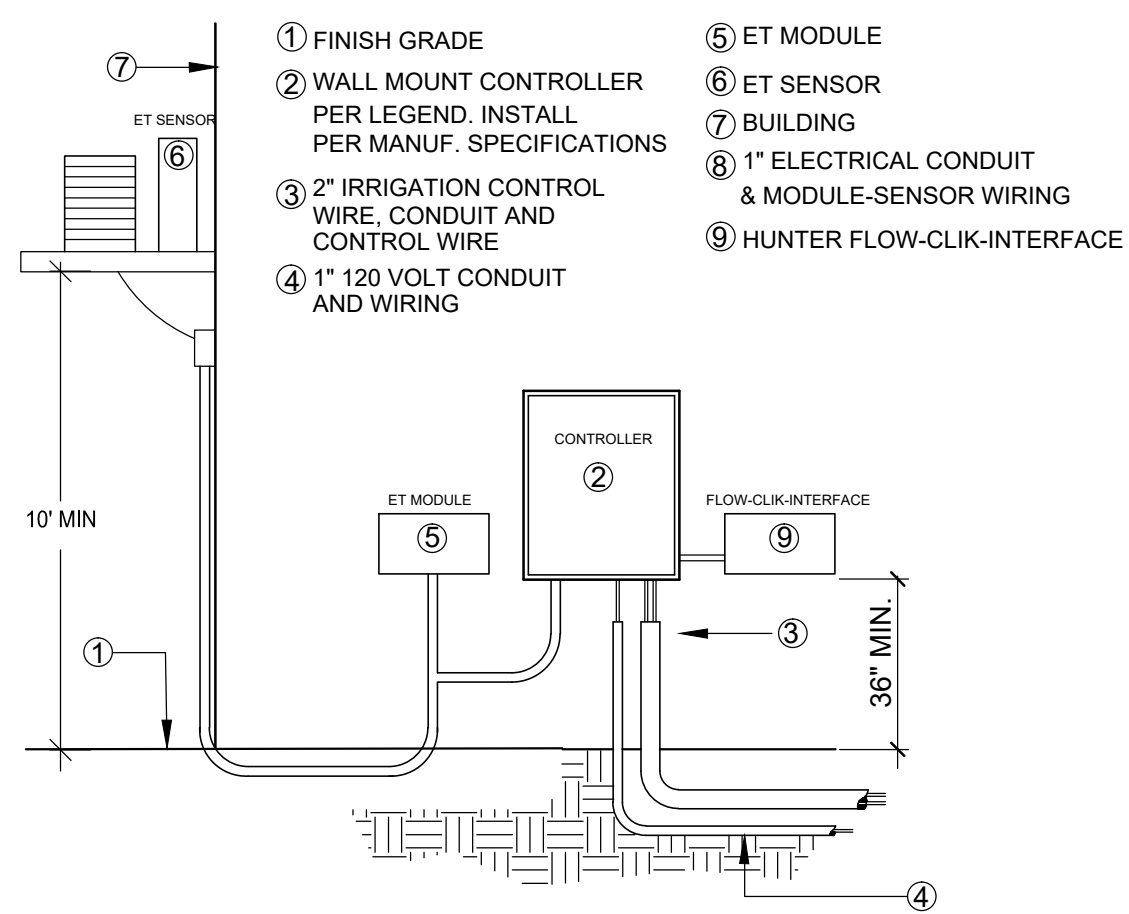 ① FINISH GRADE
② WALL MOUNT CONTROLLER
PER LEGEND. INSTALL
PER MANUF. SPECIFICATIONS
③ 2" IRRIGATION CONTROL
WIRE, CONDUIT AND
CONTROL WIRE
④ 1" 120 VOLT CONDUIT
AND WIRING
⑤ ET MODULE
⑥ ET SENSOR
⑦ BUILDING
⑧ 1" ELECTRICAL CONDUIT
& MODULE-SENSOR WIRING
⑨ HUNTER FLOW-CLIK-INTERFACE
⑦
ET SENSOR
⑥
10' MIN
①
ET MODULE
⑤
CONTROLLER
②
FLOW-CLIK-INTERFACE
⑨
③
36" MIN.
④